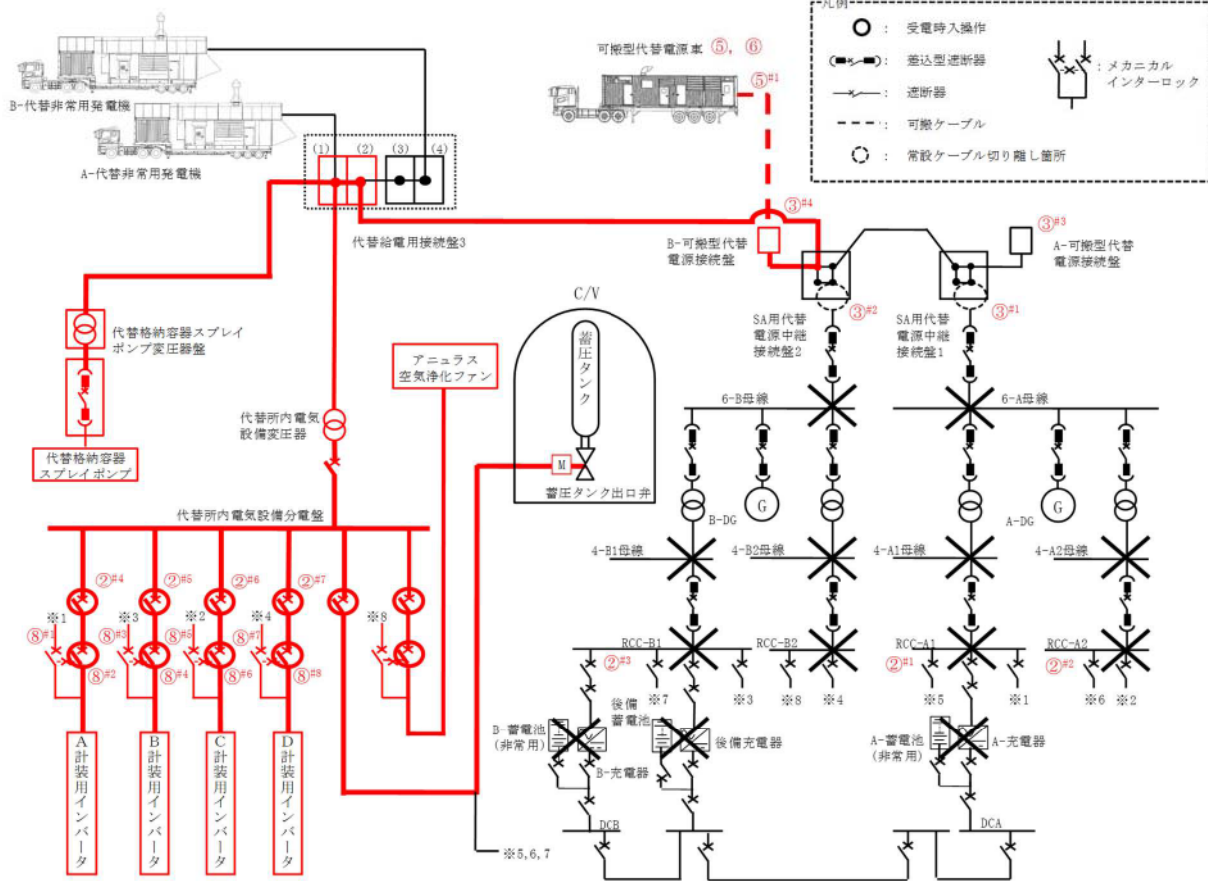 凡例
： 受電時入操作
： 差込型遮断器
： 遮断器
： 可搬ケーブル
： 常設ケーブル切り離し箇所
：メカニカル
インターロック
B-代替非常用発電機
A-代替非常用発電機
可搬型代替電源車 ⑤，⑥
⑤#1
(1) (2) (3) (4)
代替給電用接続盤3
③#4
B-可搬型代替
電源接続盤
③#3
A-可搬型代替
電源接続盤
③#2
SA用代替
電源中継
接続盤2
③#1
SA用代替
電源中継
接続盤1
代替格納容器スプレイ
ポンプ変圧器盤
代替格納容器
スプレイポンプ
代替所内電気
設備変圧器
アニュラス
空気浄化ファン
C/V
蓄圧タンク
M
蓄圧タンク出口弁
代替所内電気設備分電盤
②#4 ②#5 ②#6 ②#7
※1 ※3 ※2 ※4 ※8
⑧#1 ⑧#3 ⑧#5 ⑧#7
⑧#2 ⑧#4 ⑧#6 ⑧#8
A計装用インバータ
B計装用インバータ
C計装用インバータ
D計装用インバータ
※5,6,7
6-B母線 6-A母線
G G
B-DG A-DG
4-B1母線 4-B2母線 4-A1母線 4-A2母線
RCC-B1 RCC-B2 RCC-A1 RCC-A2
②#3 ②#1 ②#2
※7 ※3 ※8 ※4 ※5 ※1 ※6 ※2
B-蓄電池
(非常用)
B-充電器
後備
蓄電池
後備充電器
A-蓄電池
(非常用)
A-充電器
DCB DCA